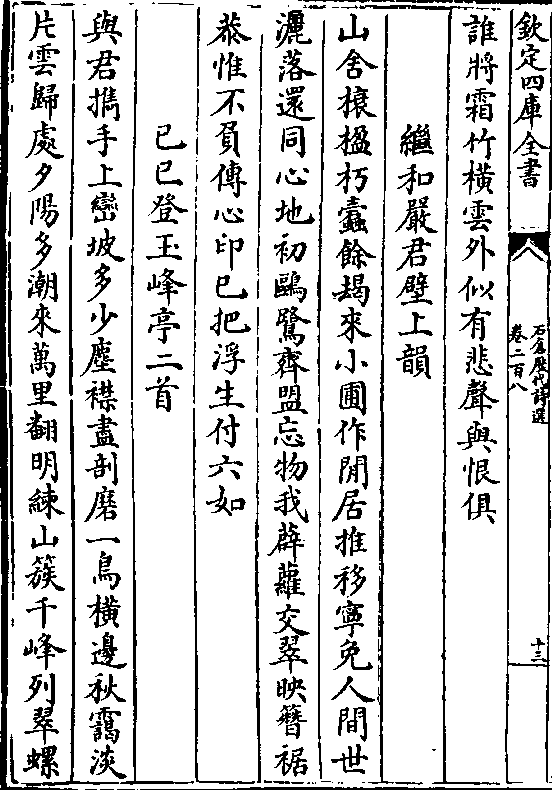 欽定四庫全書
石倉歷代詩選
卷二百八
十三
誰將霜竹橫雲外似有悲聲與恨俱
繼和嚴君壁上韻
山舍榱楹朽蠹餘朅來小圃作閒居推移寧免人間世
灑落還同心地初鷗鷺齊盟忘物我薜蘿交翠映簪裾
恭惟不負傳心印已把浮生付六如
己巳登玉峰亭二首
與君攜手上巒坡多少塵襟盡剖磨一鳥橫邊秋靄淡
片雲歸處夕陽多潮來萬里翻明練山簇千峰列翠螺